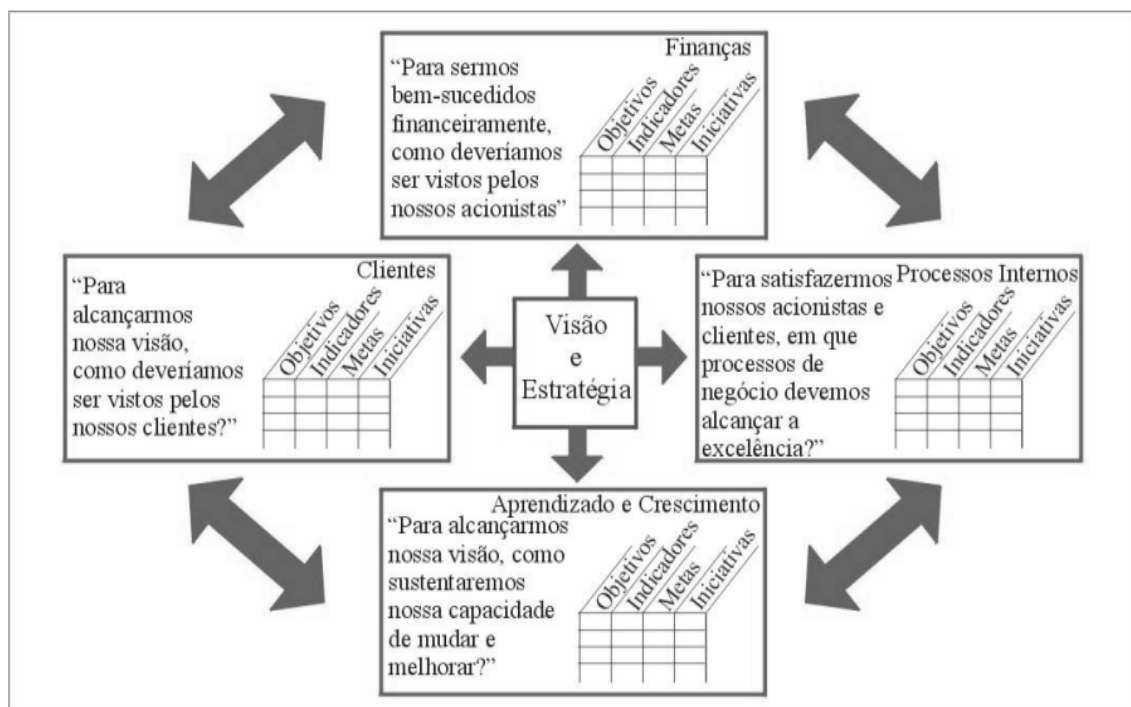 Finanças
“Para sermos
bem-sucedidos
financeiramente,
como deveríamos
ser vistos pelos
nossos acionistas”
Objetivos
Indicadores
Metas
Iniciativas
Clientes
“Para
alcançarmos
nossa visão,
como deveríamos
ser vistos pelos
nossos clientes?”
Objetivos
Indicadores
Metas
Iniciativas
Visão
e
Estratégia
Processos Internos
“Para satisfazermos
nossos acionistas e
clientes, em que
processos de
negócio devemos
alcançar a
excelência?”
Objetivos
Indicadores
Metas
Iniciativas
Aprendizado e Crescimento
“Para alcançarmos
nossa visão, como
sustentaremos
nossa capacidade
de mudar e
melhorar?”
Objetivos
Indicadores
Metas
Iniciativas